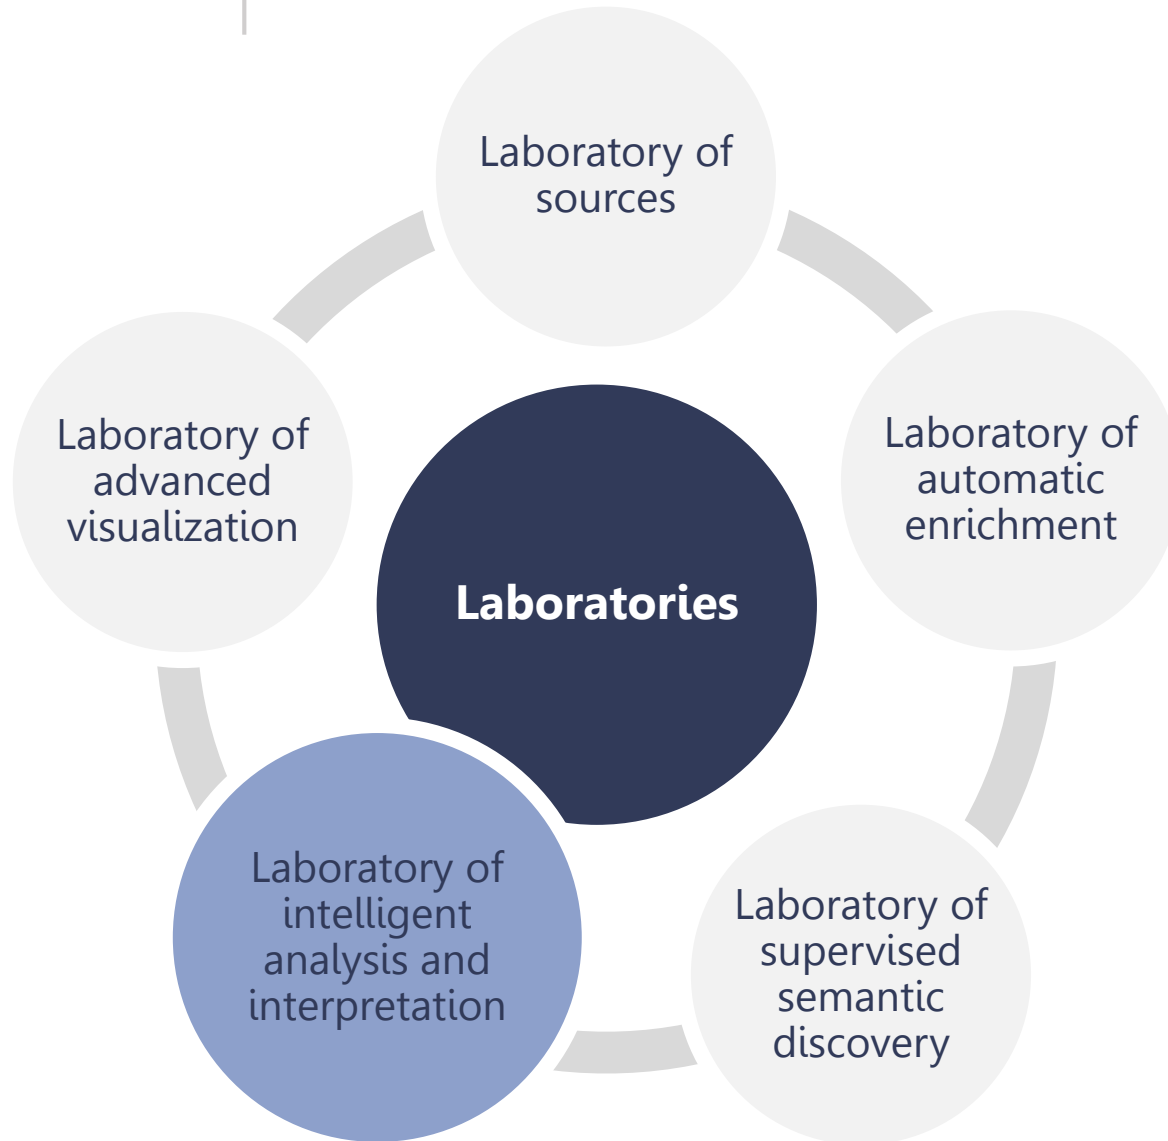 Laboratory of
sources
Laboratory of
automatic
enrichment
Laboratory of
supervised
semantic
discovery
Laboratory of
intelligent
analysis and
interpretation
Laboratory of
advanced
visualization
Laboratories